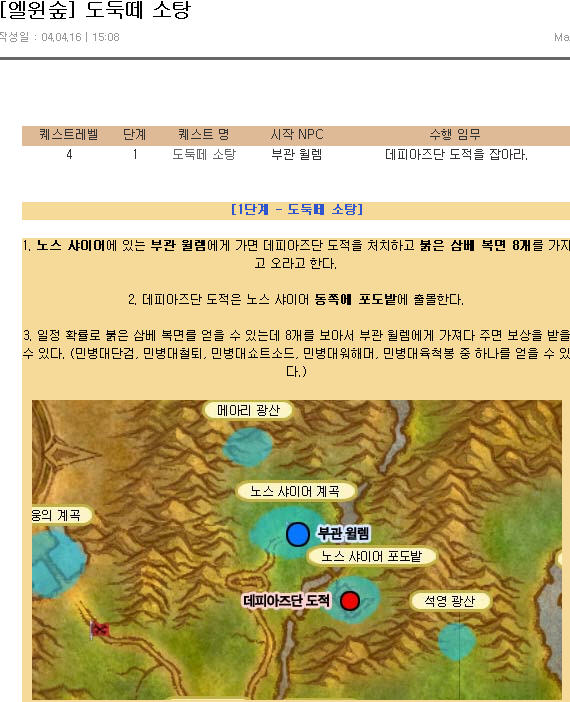 [엘윈숲] 도둑떼 소탕
작성일 : 04.04.16 | 15:08
Ma
퀘스트레벨 단계 퀘스트 명 시작 NPC 수행 임무
4 1 도둑떼 소탕 부관 윌렘 데피아즈단 도적을 잡아라.
[1단계 - 도둑떼 소탕]
1. 노스 샤이어에 있는 부관 윌렘에게 가면 데피아즈단 도적을 처치하고 붉은 삼베 복면 8개를 가지
고 오라고 한다.
2. 데피아즈단 도적은 노스 샤이어 동쪽에 포도밭에 출몰한다.
3. 일정 확률로 붉은 삼베 복면를 얻을 수 있는데 8개를 모아서 부관 윌렘에게 가져다 주면 보상을 받을
수 있다. (민병대단검, 민병대철퇴, 민병대쇼트소드, 민병대워해머, 민병대육척봉 중 하나를 얻을 수 있
다.)
메아리 광산
노스 샤이어 계곡
웅의 계곡
부관 윌렘
노스 샤이어 포도밭
데피아즈단 도적
석영 광산